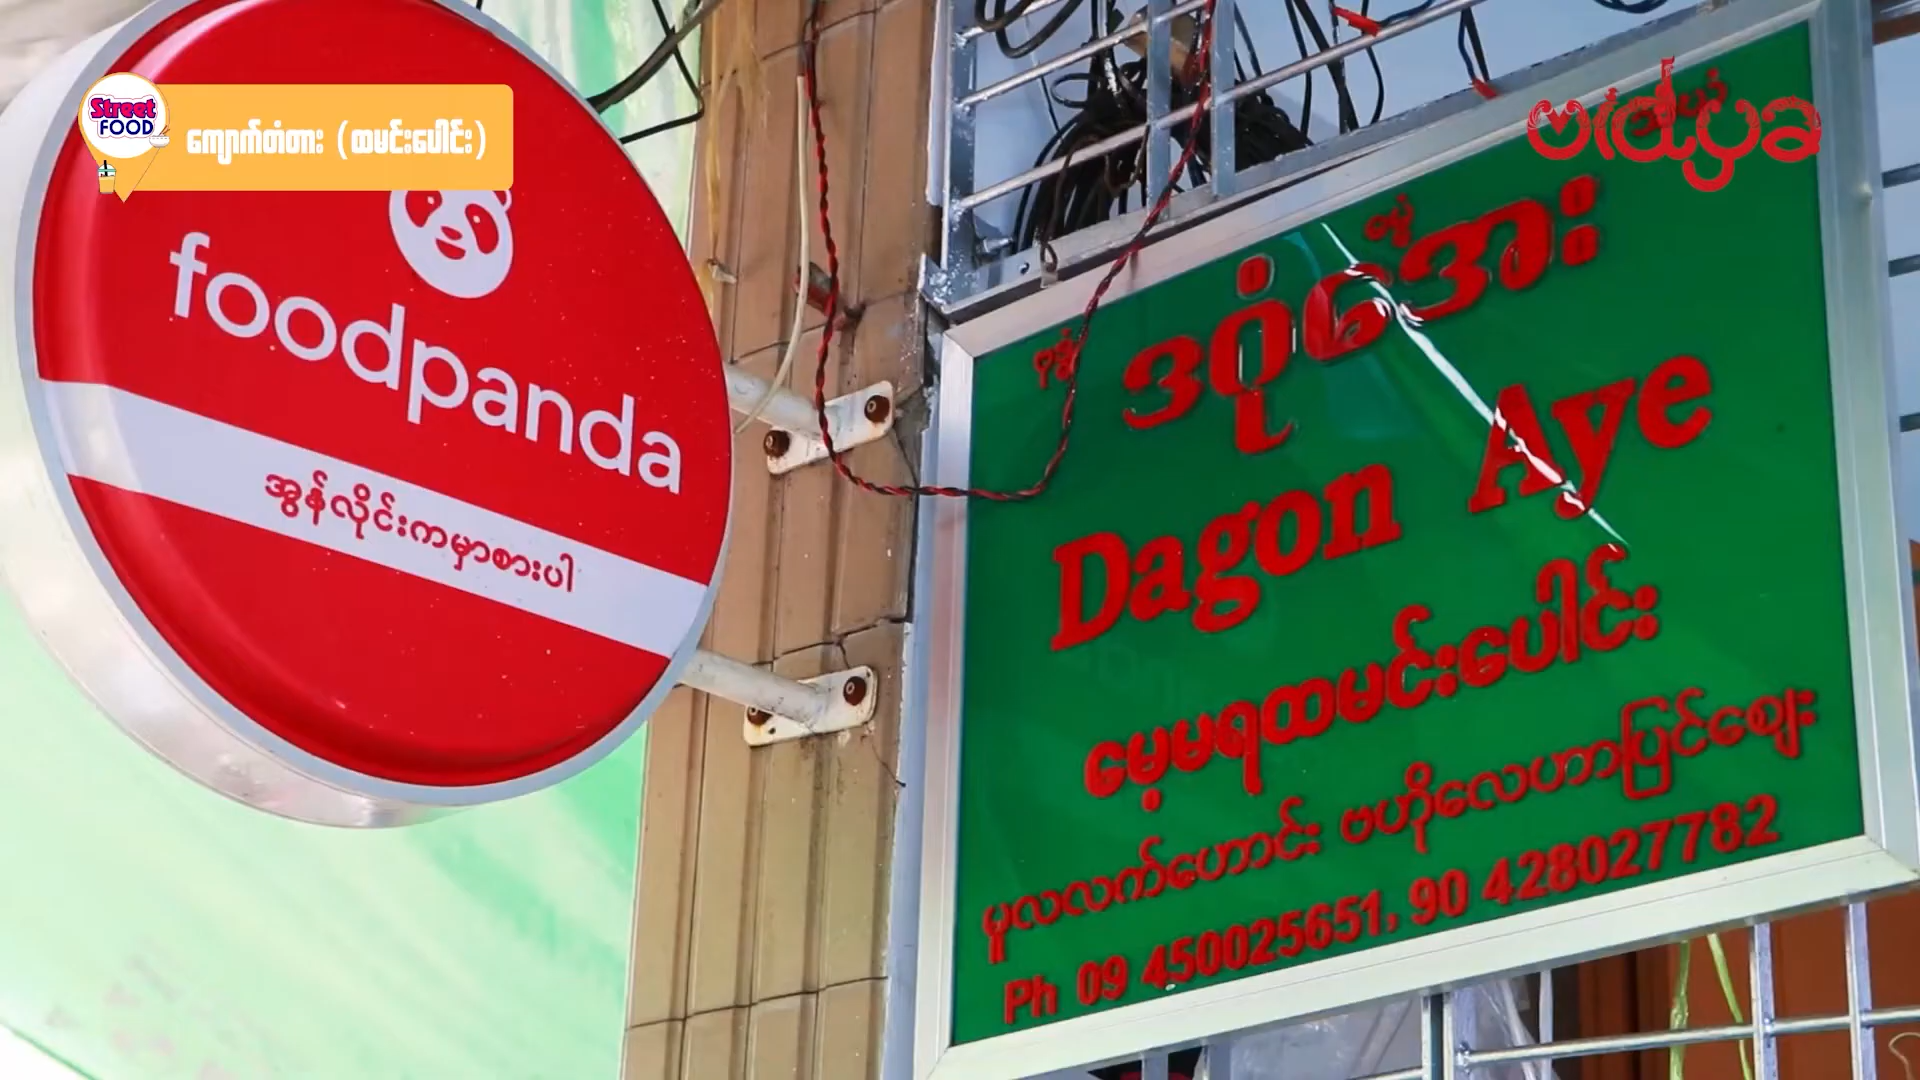 Street
FOOD
ကျောက်တံတား (ထမင်းပေါင်း)
foodpanda
အွန်လိုင်းကမှာစားပါ
ဒဂုံအေး
Dagon Aye
မေ့မရထမင်းပေါင်း
မူလလက်ဟောင်း ဗဟိုလေဟာပြင်ဈေး
Ph 09 450025651, 90 428027782